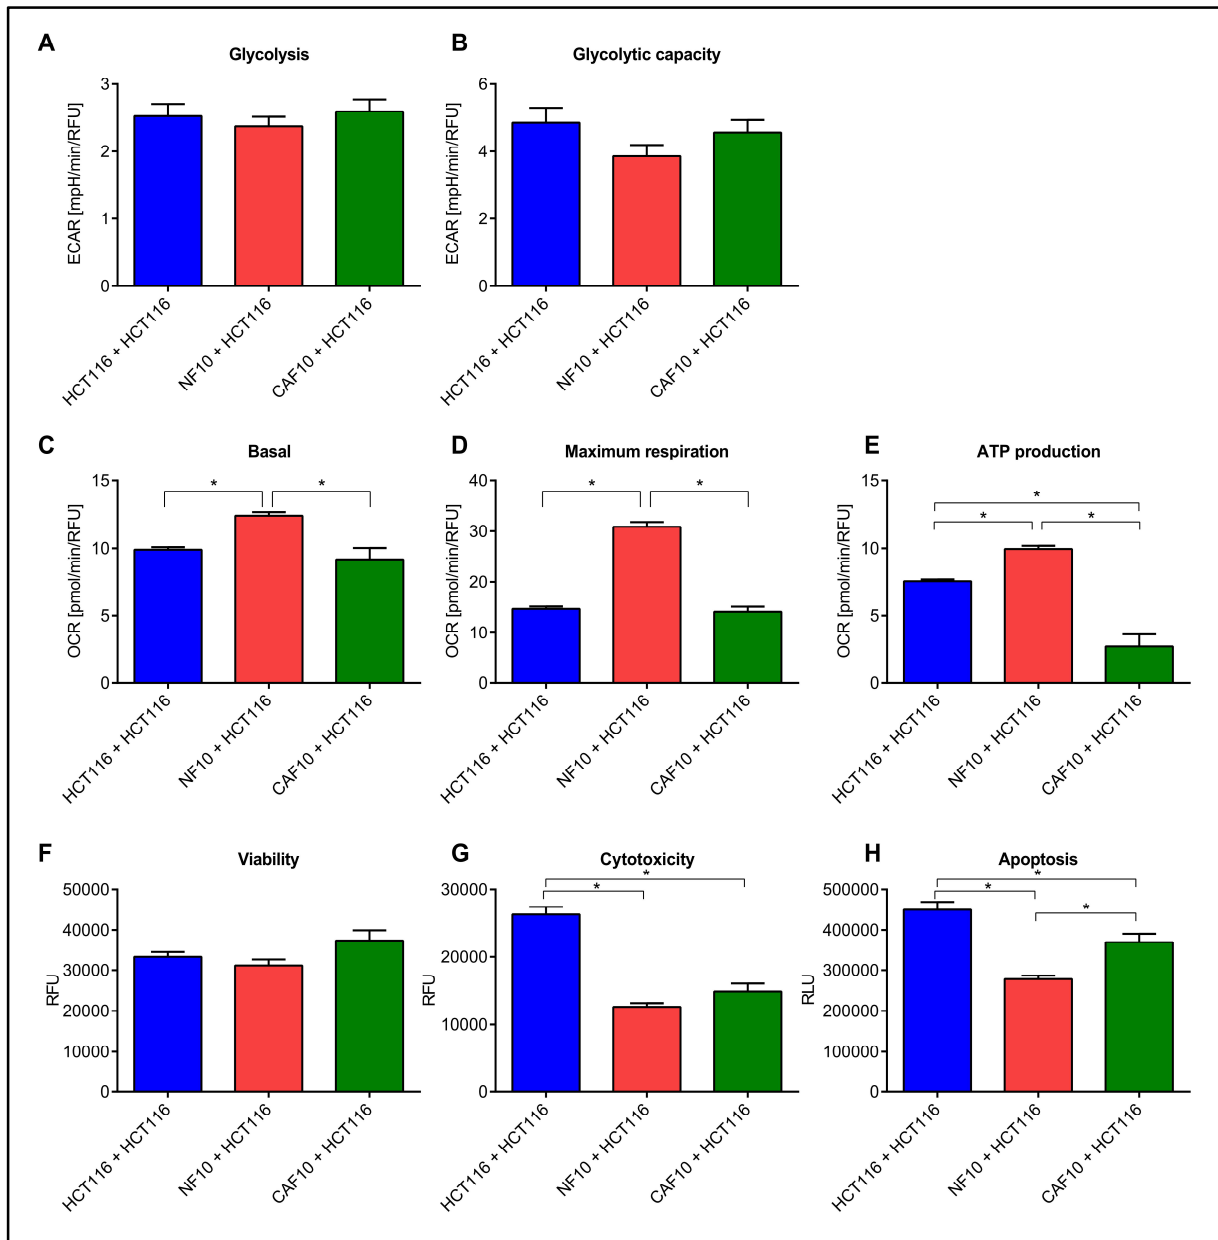 A
Glycolysis
ECAR [mpH/min/RFU]
3
2
1
0
HCT116 + HCT116
NF10 + HCT116
CAF10 + HCT116
B
Glycolytic capacity
ECAR [mpH/min/RFU]
6
4
2
0
HCT116 + HCT116
NF10 + HCT116
CAF10 + HCT116
C
Basal
OCR [pmol/min/RFU]
15
10
5
0
* *
HCT116 + HCT116
NF10 + HCT116
CAF10 + HCT116
D
Maximum respiration
OCR [pmol/min/RFU]
40
30
20
10
0
* *
HCT116 + HCT116
NF10 + HCT116
CAF10 + HCT116
E
ATP production
OCR [pmol/min/RFU]
15
10
5
0
*
* *
HCT116 + HCT116
NF10 + HCT116
CAF10 + HCT116
F
Viability
RFU
50000
40000
30000
20000
10000
0
HCT116 + HCT116
NF10 + HCT116
CAF10 + HCT116
G
Cytotoxicity
RFU
30000
20000
10000
0
*
*
HCT116 + HCT116
NF10 + HCT116
CAF10 + HCT116
H
Apoptosis
RLU
500000
400000
300000
200000
100000
0
*
*
*
HCT116 + HCT116
NF10 + HCT116
CAF10 + HCT116